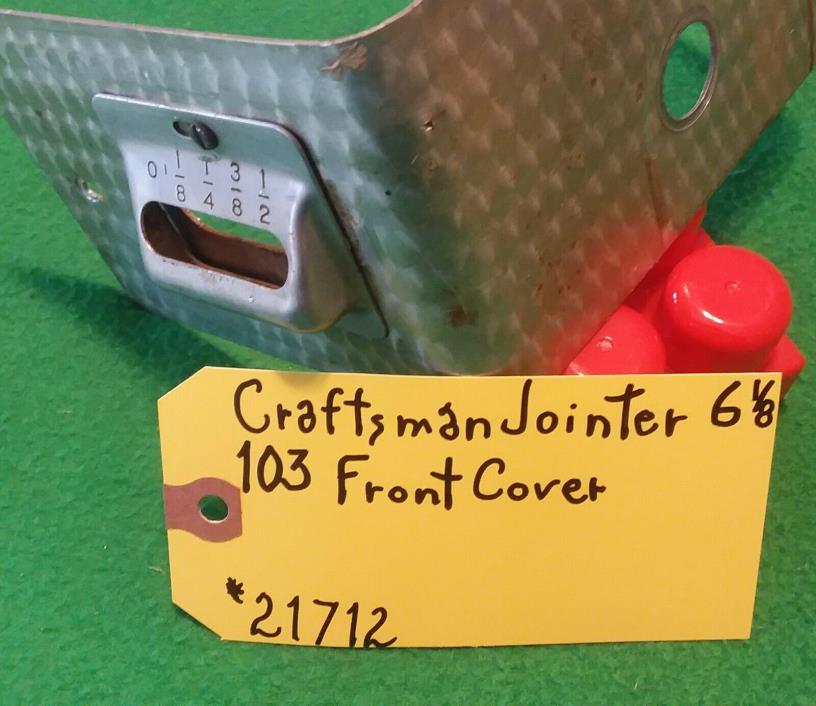 0 1/8 1/4 3/8 1/2
Craftsman Jointer 6 1/8
103 Front Cover
*21712